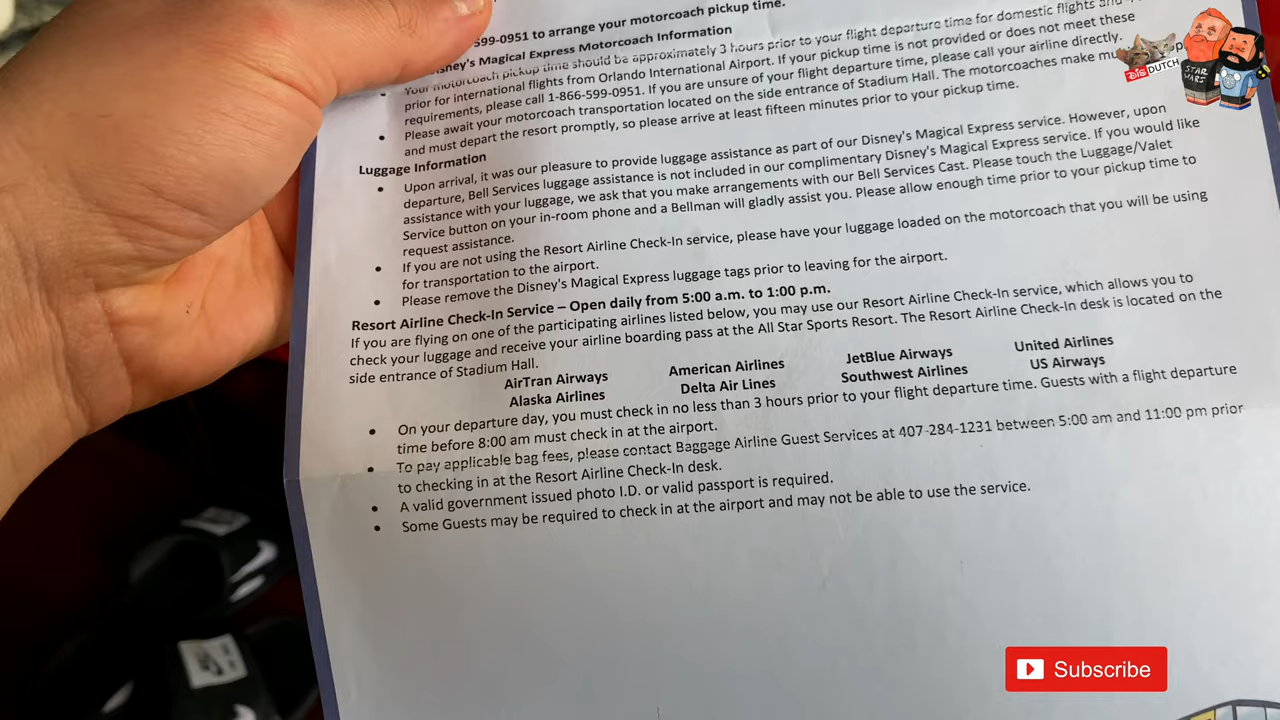 599-0951 to arrange your motorcoach pickup time.
Disney's Magical Express Motorcoach Information
Your motorcoach pickup time should be approximately 3 hours prior to your flight departure time for domestic flights and
prior for international flights from Orlando International Airport. If your pickup time is not provided or does not meet these
requirements, please call 1-866-599-0951. If you are unsure of your flight departure time, please call your airline directly.
• Please await your motorcoach transportation located on the side entrance of Stadium Hall. The motorcoaches make mu
and must depart the resort promptly, so please arrive at least fifteen minutes prior to your pickup time.
Luggage Information
• Upon arrival, it was our pleasure to provide luggage assistance as part of our Disney's Magical Express service. However, upon
departure, Bell Services luggage assistance is not included in our complimentary Disney's Magical Express service. If you would like
assistance with your luggage, we ask that you make arrangements with our Bell Services Cast. Please touch the Luggage/Valet
Service button on your in-room phone and a Bellman will gladly assist you. Please allow enough time prior to your pickup time to
request assistance.
• If you are not using the Resort Airline Check-In service, please have your luggage loaded on the motorcoach that you will be using
for transportation to the airport.
• Please remove the Disney's Magical Express luggage tags prior to leaving for the airport.
Resort Airline Check-In Service – Open daily from 5:00 a.m. to 1:00 p.m.
If you are flying on one of the participating airlines listed below, you may use our Resort Airline Check-In service, which allows you to
check your luggage and receive your airline boarding pass at the All Star Sports Resort. The Resort Airline Check-In desk is located on the
side entrance of Stadium Hall.
AirTran Airways American Airlines JetBlue Airways United Airlines
Alaska Airlines Delta Air Lines Southwest Airlines US Airways
• On your departure day, you must check in no less than 3 hours prior to your flight departure time. Guests with a flight departure
time before 8:00 am must check in at the airport.
• To pay applicable bag fees, please contact Baggage Airline Guest Services at 407-284-1231 between 5:00 am and 11:00 pm prior
to checking in at the Resort Airline Check-In desk.
• A valid government issued photo I.D. or valid passport is required.
• Some Guests may be required to check in at the airport and may not be able to use the service.
DiS DUTCH
STAR WARS
Subscribe